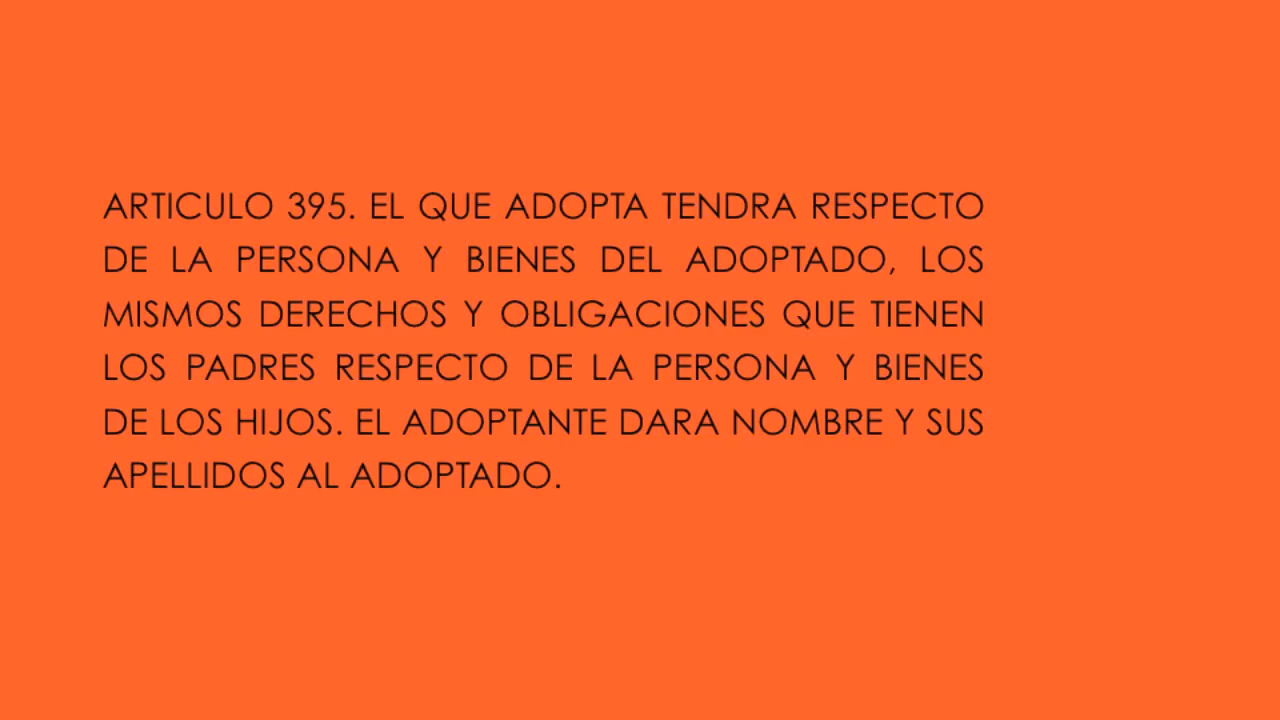 ARTICULO 395. EL QUE ADOPTA TENDRA RESPECTO
DE LA PERSONA Y BIENES DEL ADOPTADO, LOS
MISMOS DERECHOS Y OBLIGACIONES QUE TIENEN
LOS PADRES RESPECTO DE LA PERSONA Y BIENES
DE LOS HIJOS. EL ADOPTANTE DARA NOMBRE Y SUS
APELLIDOS AL ADOPTADO.